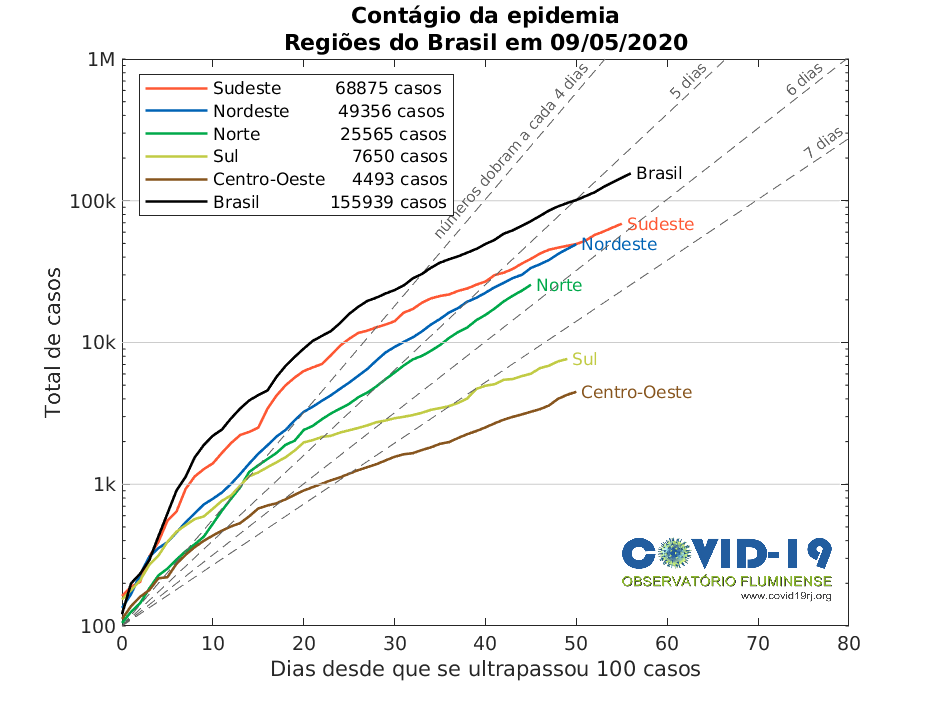 Contágio da epidemia
Regiões do Brasil em 09/05/2020
Total de casos
1M
100k
10k
1k
100
Sudeste 68875 casos
Nordeste 49356 casos
Norte 25565 casos
Sul 7650 casos
Centro-Oeste 4493 casos
Brasil 155939 casos
números dobram a cada 4 dias
5 dias
6 dias
7 dias
Brasil
Sudeste
Nordeste
Norte
Sul
Centro-Oeste
COVID-19
OBSERVATÓRIO FLUMINENSE
www.covid19rj.org
0 10 20 30 40 50 60 70 80
Dias desde que se ultrapassou 100 casos